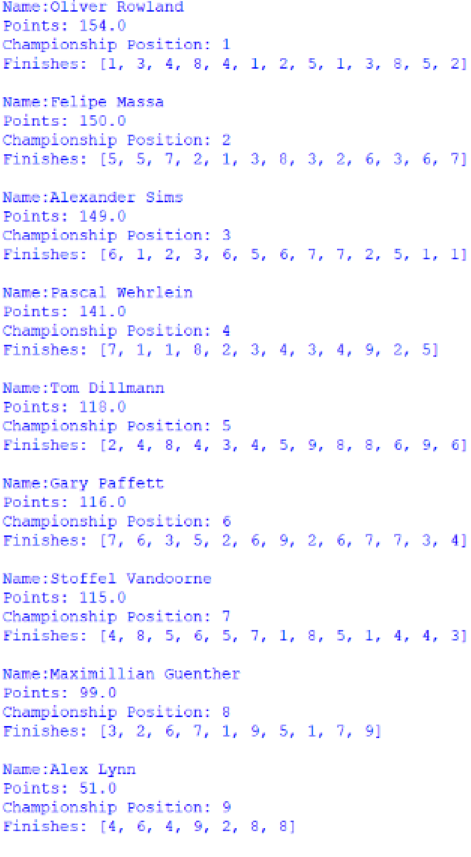 Name:Oliver Rowland
Points: 154.0
Championship Position: 1
Finishes: [1, 3, 4, 8, 4, 1, 2, 5, 1, 3, 8, 5, 2]
Name:Felipe Massa
Points: 150.0
Championship Position: 2
Finishes: [5, 5, 7, 2, 1, 3, 8, 3, 2, 6, 3, 6, 7]
Name:Alexander Sims
Points: 149.0
Championship Position: 3
Finishes: [6, 1, 2, 3, 6, 5, 6, 7, 7, 2, 5, 1, 1]
Name:Pascal Wehrlein
Points: 141.0
Championship Position: 4
Finishes: [7, 1, 1, 8, 2, 3, 4, 3, 4, 9, 2, 5]
Name:Tom Dillmann
Points: 118.0
Championship Position: 5
Finishes: [2, 4, 8, 4, 3, 4, 5, 9, 8, 8, 6, 9, 6]
Name:Gary Paffett
Points: 116.0
Championship Position: 6
Finishes: [7, 6, 3, 5, 2, 6, 9, 2, 6, 7, 7, 3, 4]
Name:Stoffel Vandoorne
Points: 115.0
Championship Position: 7
Finishes: [4, 8, 5, 6, 5, 7, 1, 8, 5, 1, 4, 4, 3]
Name:Maximillian Guenther
Points: 99.0
Championship Position: 8
Finishes: [3, 2, 6, 7, 1, 9, 5, 1, 7, 9]
Name:Alex Lynn
Points: 51.0
Championship Position: 9
Finishes: [4, 6, 4, 9, 2, 8, 8]